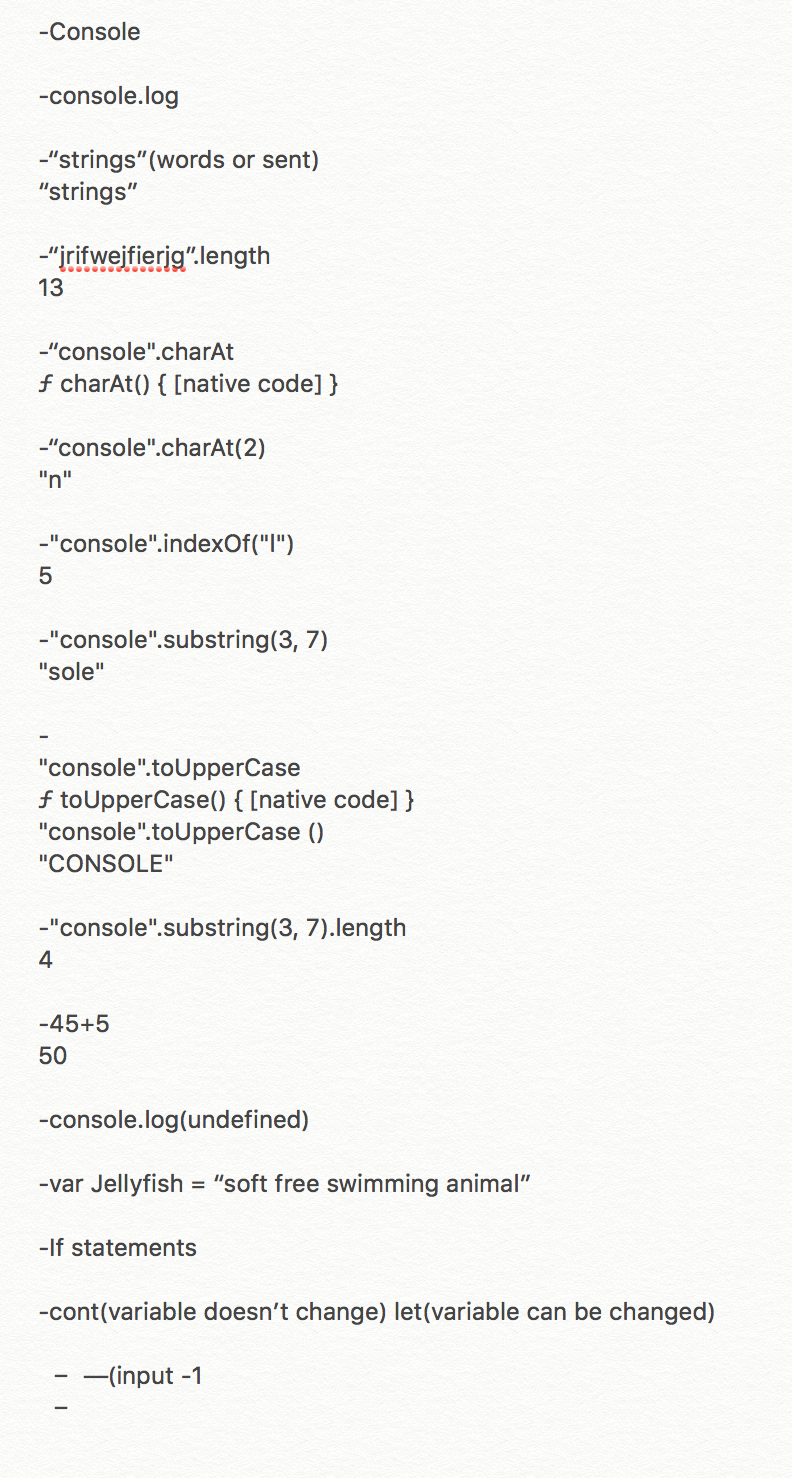 -Console
-console.log
-“strings”(words or sent)
“strings”
-“jrifwejfierjg”.length
13
-“console".charAt
ƒ charAt() { [native code] }
-“console".charAt(2)
"n"
-"console".indexOf("l")
5
-"console".substring(3, 7)
"sole"
-
"console".toUpperCase
ƒ toUpperCase() { [native code] }
"console".toUpperCase ()
"CONSOLE"
-"console".substring(3, 7).length
4
-45+5
50
-console.log(undefined)
-var Jellyfish = “soft free swimming animal”
-If statements
-cont(variable doesn’t change) let(variable can be changed)
– —(input -1
–